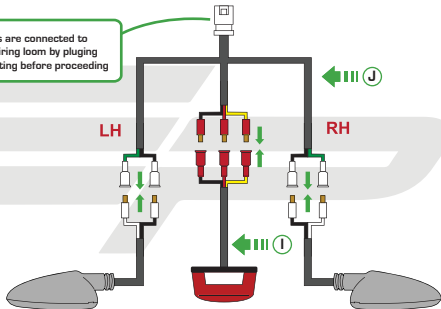 s are connected to
iring loom by pluging
ting before proceeding
J
LH
RH
I